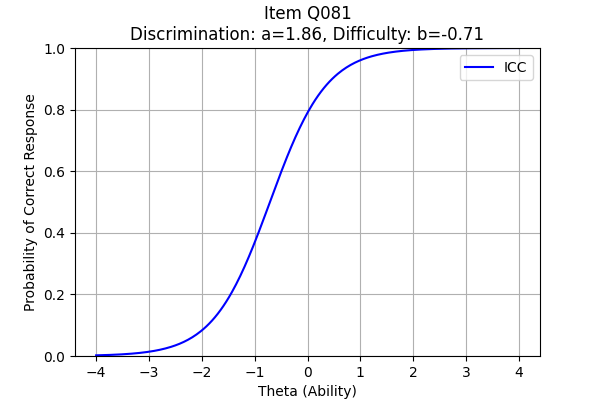 Item Q081
Discrimination: a=1.86, Difficulty: b=-0.71
1.0
0.8
0.6
0.4
0.2
0.0
Probability of Correct Response
ICC
−4 −3 −2 −1 0 1 2 3 4
Theta (Ability)